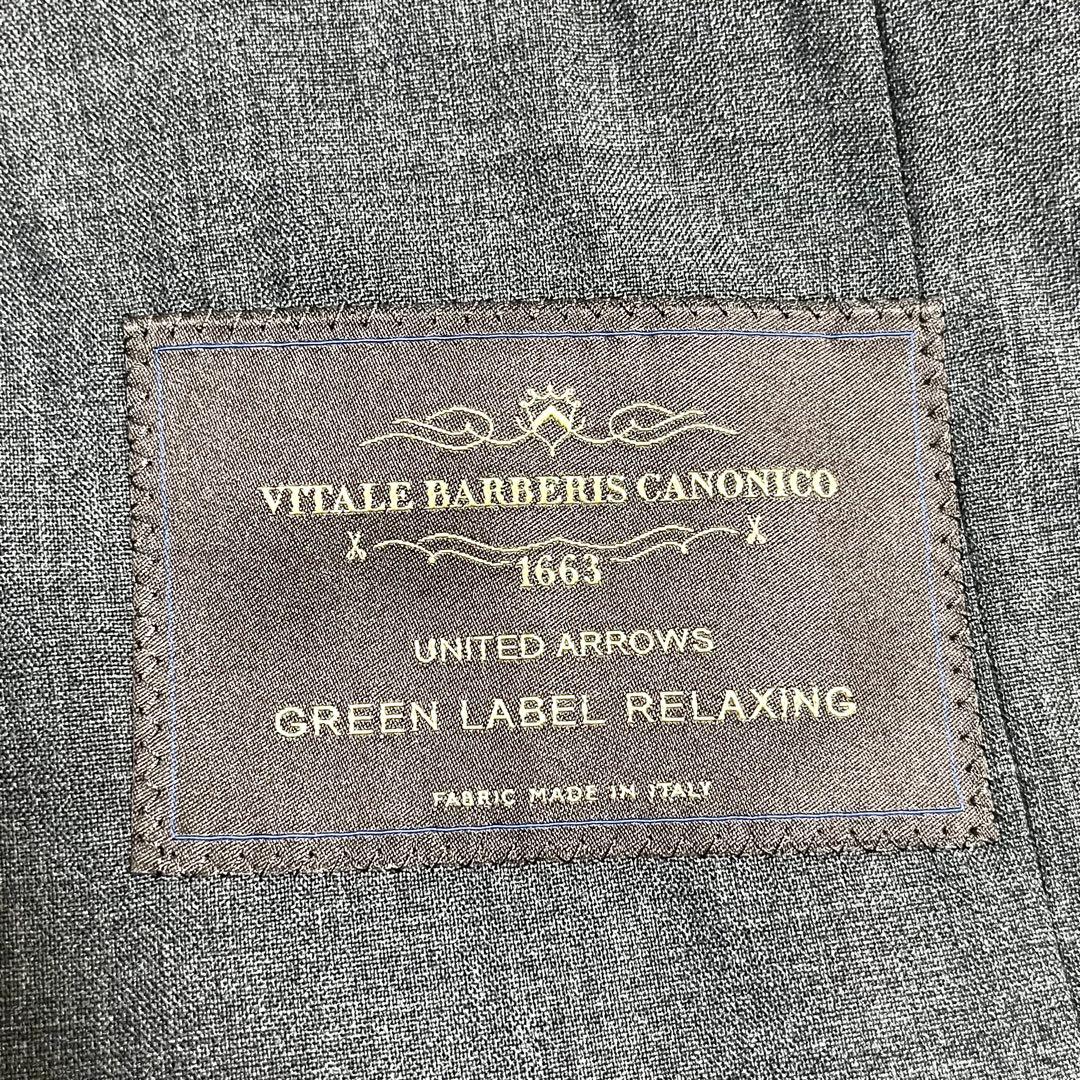 VITALE BARBERIS CANONICO
1663
UNITED ARROWS
GREEN LABEL RELAXING
FABRIC MADE IN ITALY